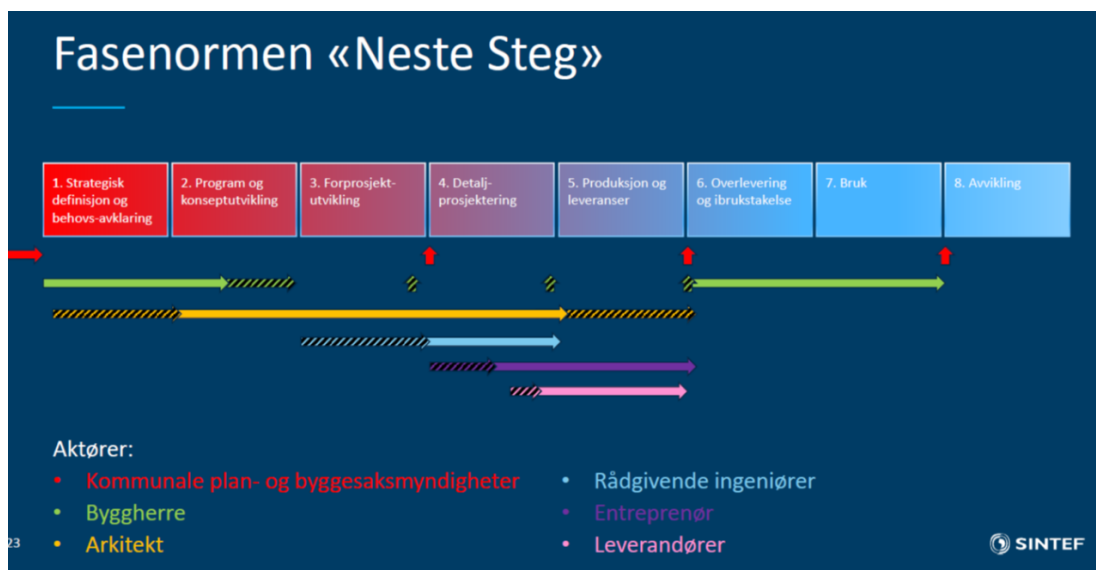 Fasenormen «Neste Steg»
1. Strategisk
definisjon og
behovs-avklaring
2. Program og
konseptutvikling
3. Forprosjekt-
utvikling
4. Detalj-
prosjektering
5. Produksjon og
leveranser
6. Overlevering
og ibrukstakelse
7. Bruk
8. Avvikling
Aktører:
• Kommunale plan- og byggesaksmyndigheter
• Byggherre
• Arkitekt
• Rådgivende ingeniører
• Entreprenør
• Leverandører
23
SINTEF